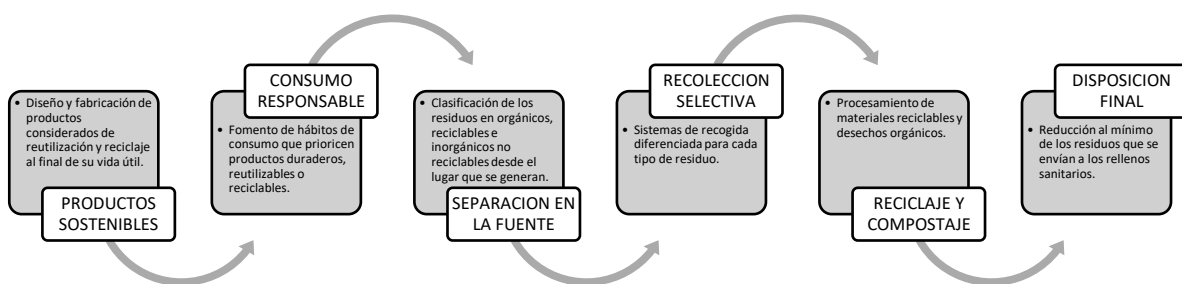 • Diseño y fabricación de
productos
considerados de
reutilización y reciclaje
al final de su vida útil.
PRODUCTOS
SOSTENIBLES
CONSUMO
RESPONSABLE
• Fomento de hábitos de
consumo que prioricen
productos duraderos,
reutilizables o
reciclables.
• Clasificación de los
residuos en orgánicos,
reciclables e
inorgánicos no
reciclables desde el
lugar que se generan.
SEPARACION EN
LA FUENTE
RECOLECCION
SELECTIVA
• Sistemas de recogida
diferenciada para cada
tipo de residuo.
• Procesamiento de
materiales reciclables y
desechos orgánicos.
RECICLAJE Y
COMPOSTAJE
DISPOSICION
FINAL
• Reducción al mínimo
de los residuos que se
envían a los rellenos
sanitarios.